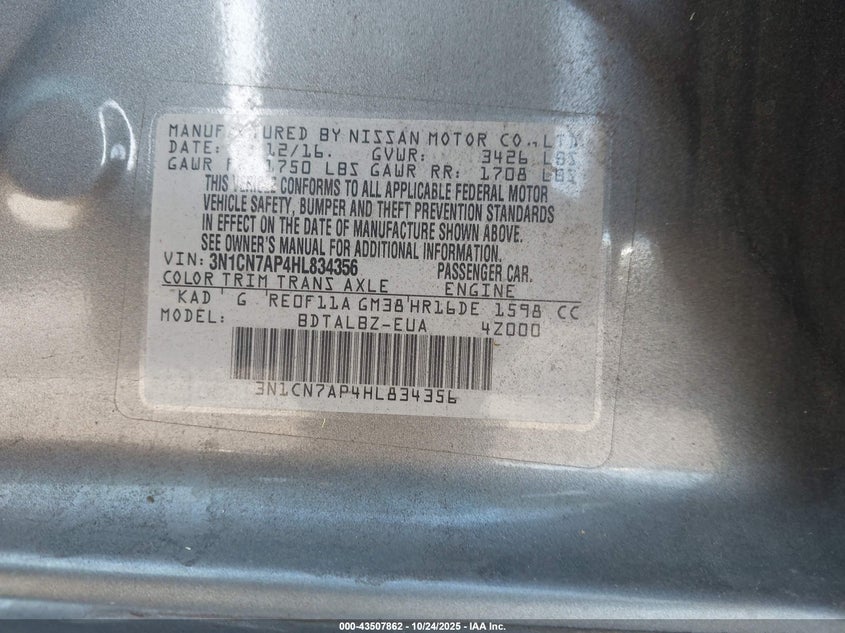 MANUFACTURED BY NISSAN MOTOR CO., LTD.
DATE: 12/16. GVWR: 3426 LBS
GAWR FR: 1750 LBS GAWR RR: 1708 LBS
THIS VEHICLE CONFORMS TO ALL APPLICABLE FEDERAL MOTOR
VEHICLE SAFETY, BUMPER AND THEFT PREVENTION STANDARDS
IN EFFECT ON THE DATE OF MANUFACTURE SHOWN ABOVE.
SEE OWNER'S MANUAL FOR ADDITIONAL INFORMATION.
VIN: 3N1CN7AP4HL834356 PASSENGER CAR.
COLOR TRIM TRANS AXLE ENGINE
KAD G RE0F11A GM38 HR16DE 1598 CC
MODEL: BDTALBZ-EUA 4Z000
3N1CN7AP4HL834356
000-43507862 - 10/24/2025 - IAA Inc.